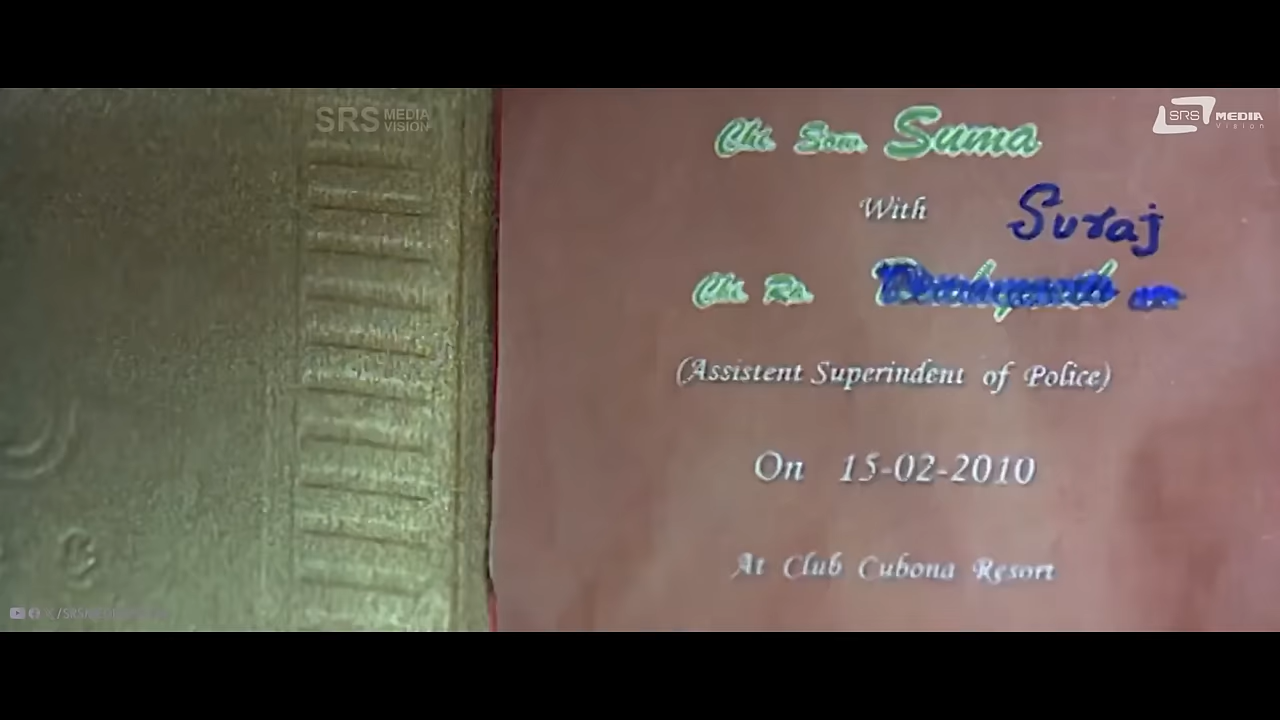 SRS MEDIA VISION
SRS MEDIA Vision
Chi Sow Suma
With Suraj
Chi Ra
(Assistent Superindent of Police)
On 15-02-2010
At Club Cubona Resort